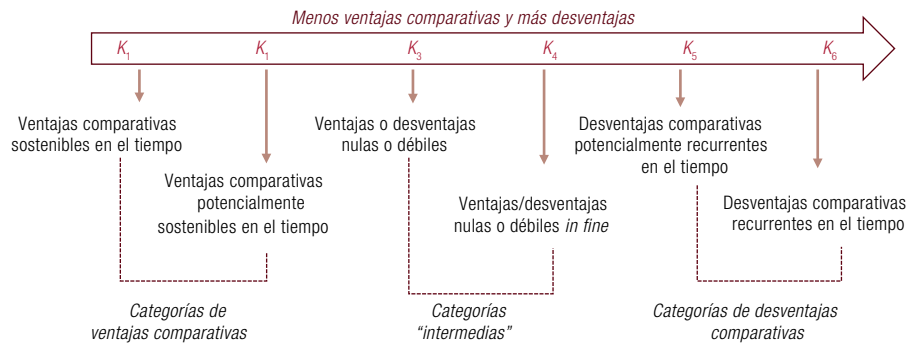 Menos ventajas comparativas y más desventajas
K₁ K₁ K₃ K₄ K₅ K₆
Ventajas comparativas
sostenibles en el tiempo
Ventajas comparativas
potencialmente
sostenibles en el tiempo
Ventajas o desventajas
nulas o débiles
Ventajas/desventajas
nulas o débiles in fine
Desventajas comparativas
potencialmente recurrentes
en el tiempo
Desventajas comparativas
recurrentes en el tiempo
Categorías de
ventajas comparativas
Categorías
“intermedias”
Categorías de desventajas
comparativas